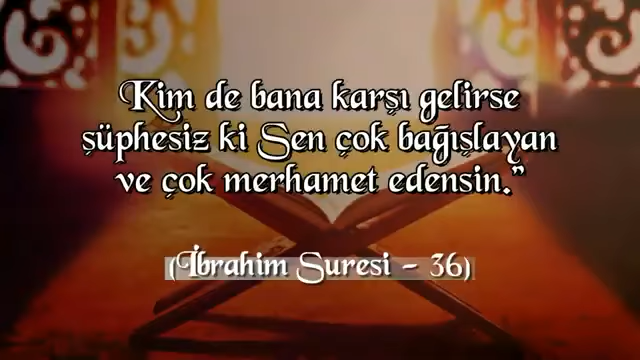 Kim de bana karşı gelirse
şüphesiz ki Sen çok bağışlayan
ve çok merhamet edensin.”
(İbrahim Suresi - 36)